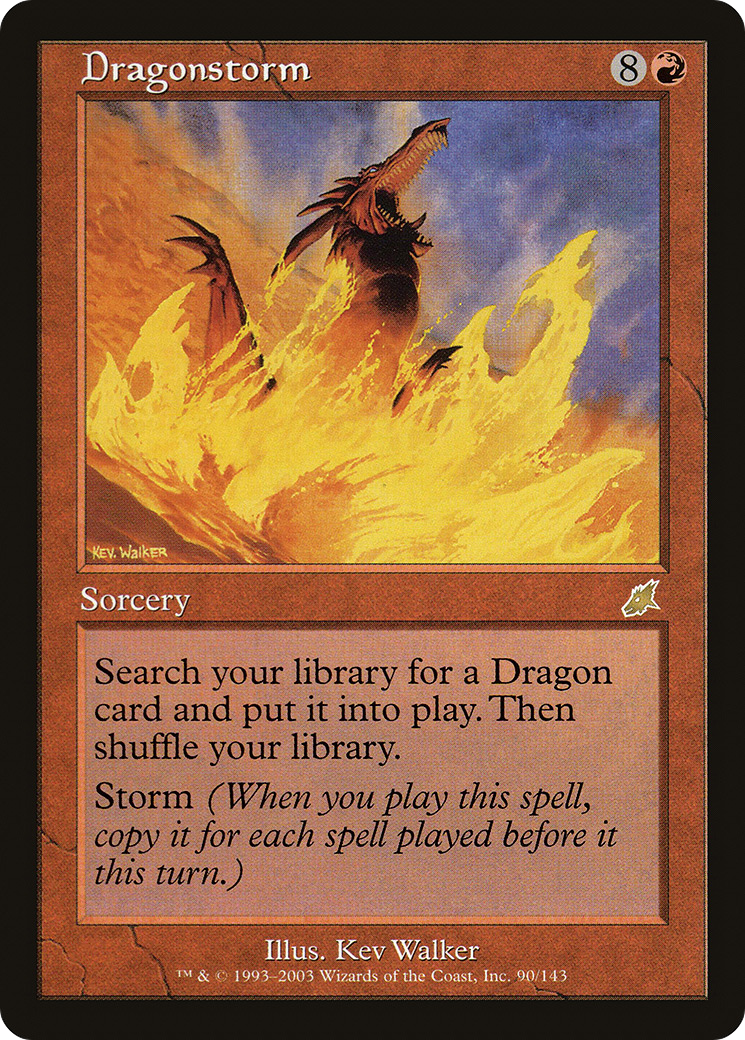 Dragonstorm 8
KEV. WALKER
Sorcery
Search your library for a Dragon
card and put it into play. Then
shuffle your library.
Storm (When you play this spell,
copy it for each spell played before it
this turn.)
Illus. Kev Walker
™ & © 1993–2003 Wizards of the Coast, Inc. 90/143